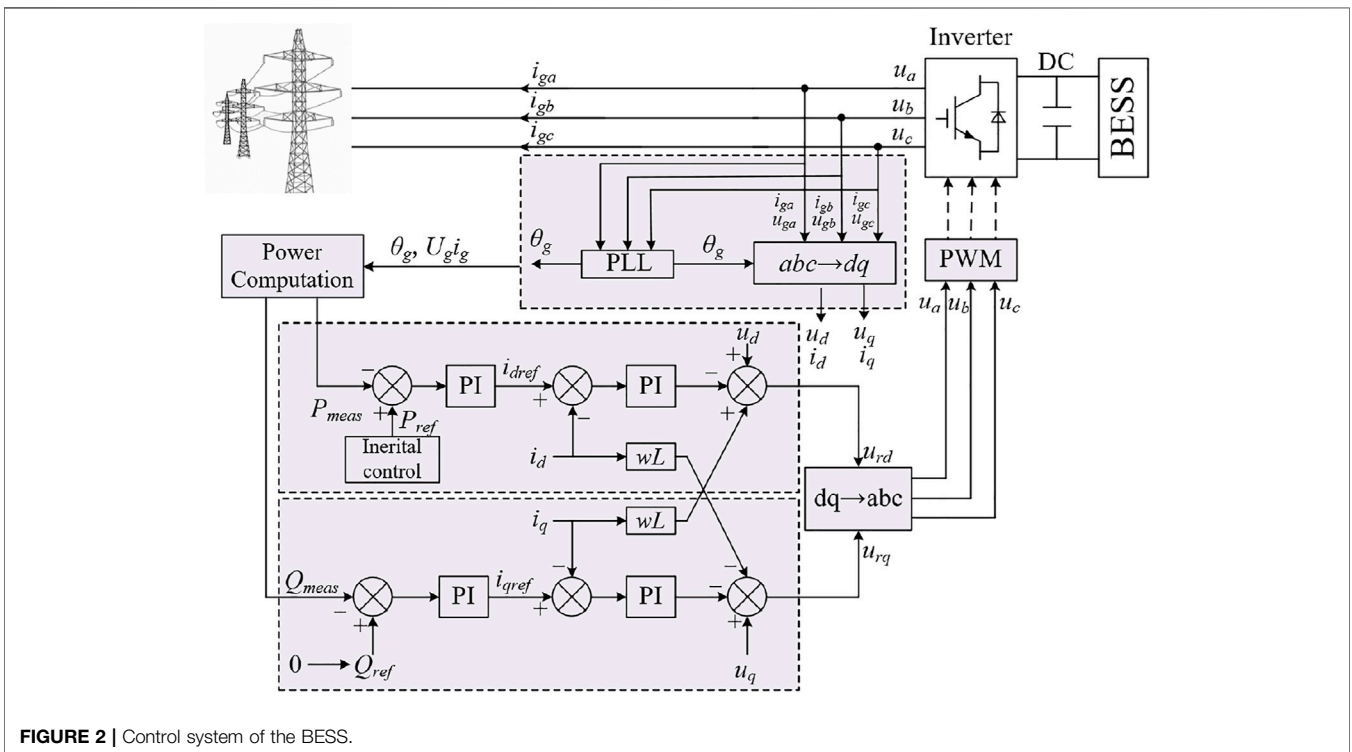 Inverter
DC
BESS
i_ga
i_gb
i_gc
u_a
u_b
u_c
i_ga i_gb i_gc
u_ga u_gb u_gc
θ_g
PLL
θ_g
abc→dq
PWM
u_a u_b u_c
Power
Computation
θ_g, U_g i_g
u_d u_q
i_d i_q
u_d
+
−
+
−
PI
i_dref
+
−
PI
P_meas
+
P_ref
Inerital
control
i_d
wL
i_q
wL
u_rd
dq→abc
u_rq
Q_meas
−
+
PI
i_qref
−
+
PI
−
−
+
0
Q_ref
u_q
FIGURE 2 | Control system of the BESS.